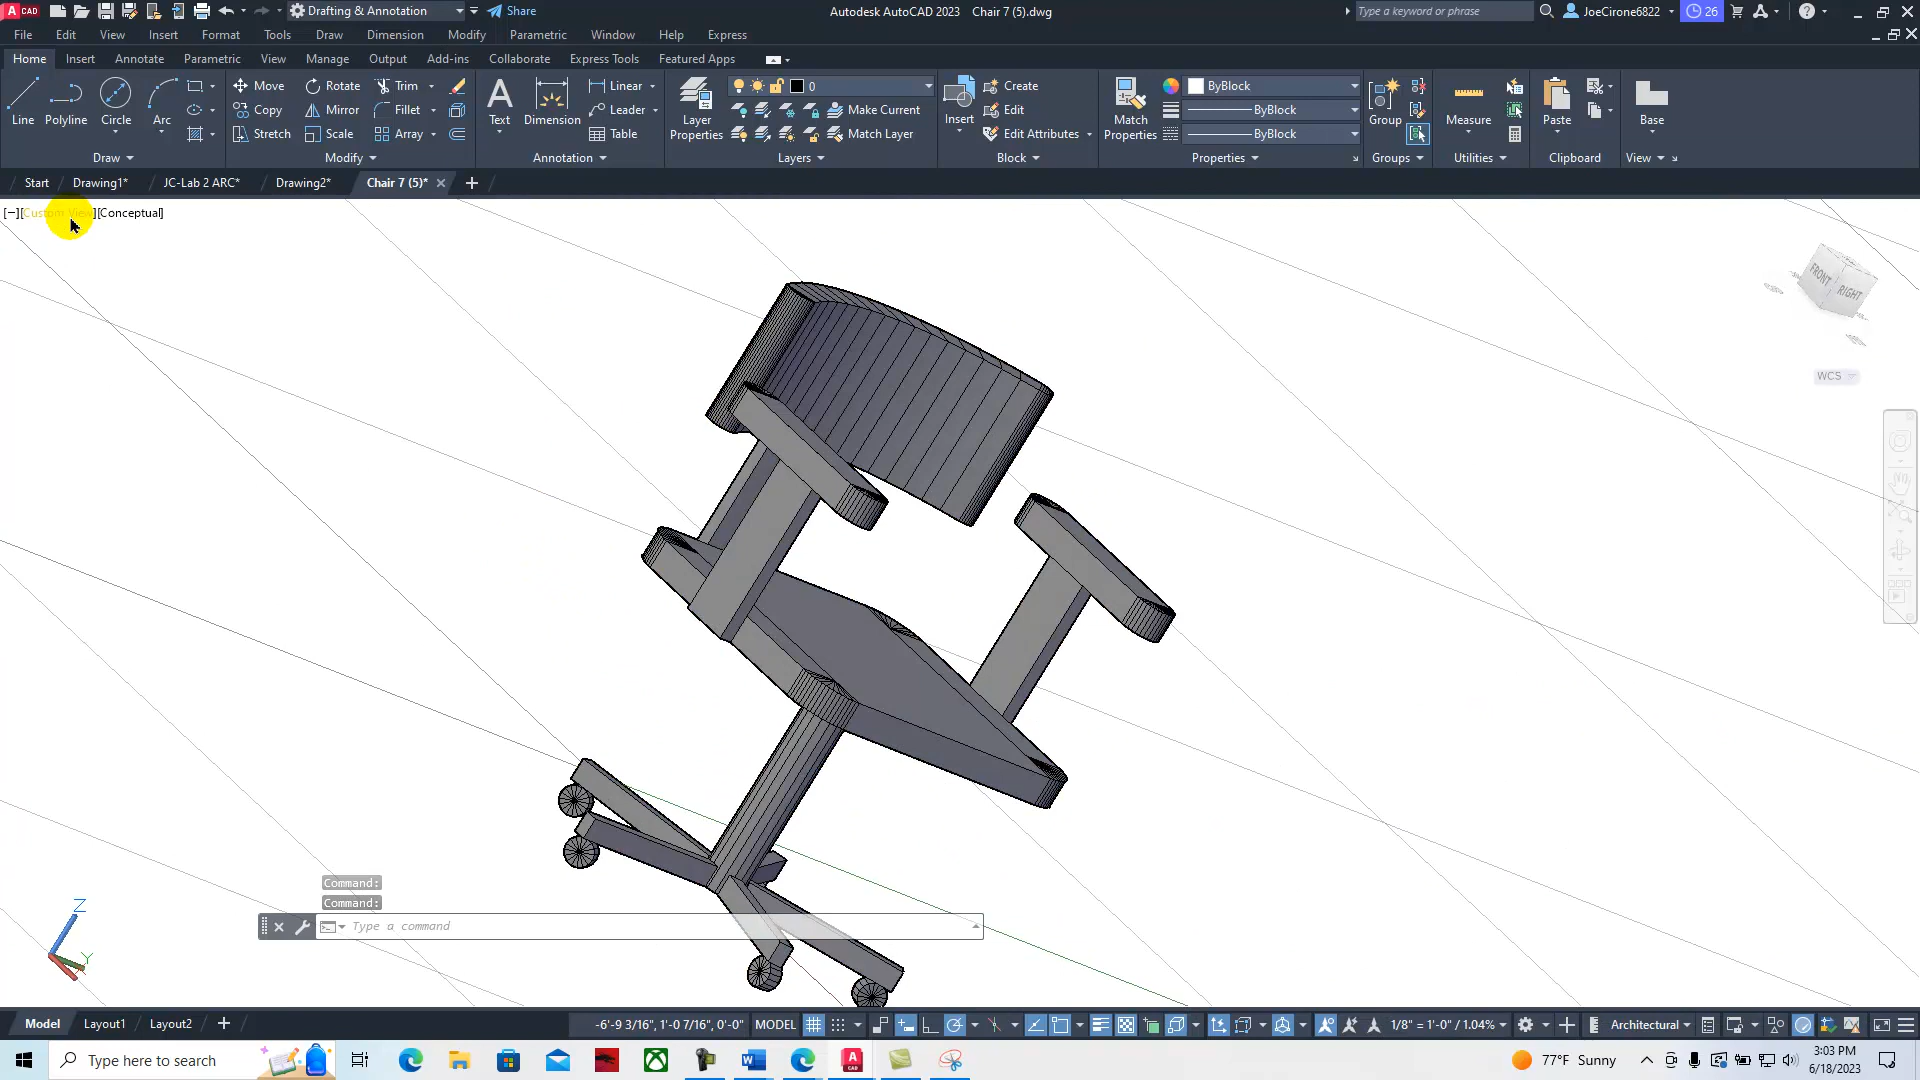 CAD Drafting & Annotation Share Autodesk AutoCAD 2023 Chair 7 (5).dwg Type a keyword or phrase JoeCirone6822 26
File Edit View Insert Format Tools Draw Dimension Modify Parametric Window Help Express
Home Insert Annotate Parametric View Manage Output Add-ins Collaborate Express Tools Featured Apps
Line Polyline Circle Arc
Move Rotate Trim
Copy Mirror Fillet
Stretch Scale Array
Text Dimension
Linear
Leader
Table
Layer Properties
0
Make Current
Match Layer
Insert
Create
Edit
Edit Attributes
Match Properties
ByBlock
ByBlock
ByBlock
Group
Measure
Paste
Base
Draw Modify Annotation Layers Block Properties Groups Utilities Clipboard View
Start Drawing1* JC-Lab 2 ARC* Drawing2* Chair 7 (5)*
[−][Custom View][Conceptual]
FRONT RIGHT
WCS
Command:
Command:
Type a command
Z
Y
Model Layout1 Layout2 -6'-9 3/16", 1'-0 7/16", 0'-0" MODEL 1/8" = 1'-0" / 1.04% Architectural
Type here to search 77°F Sunny 3:03 PM
6/18/2023